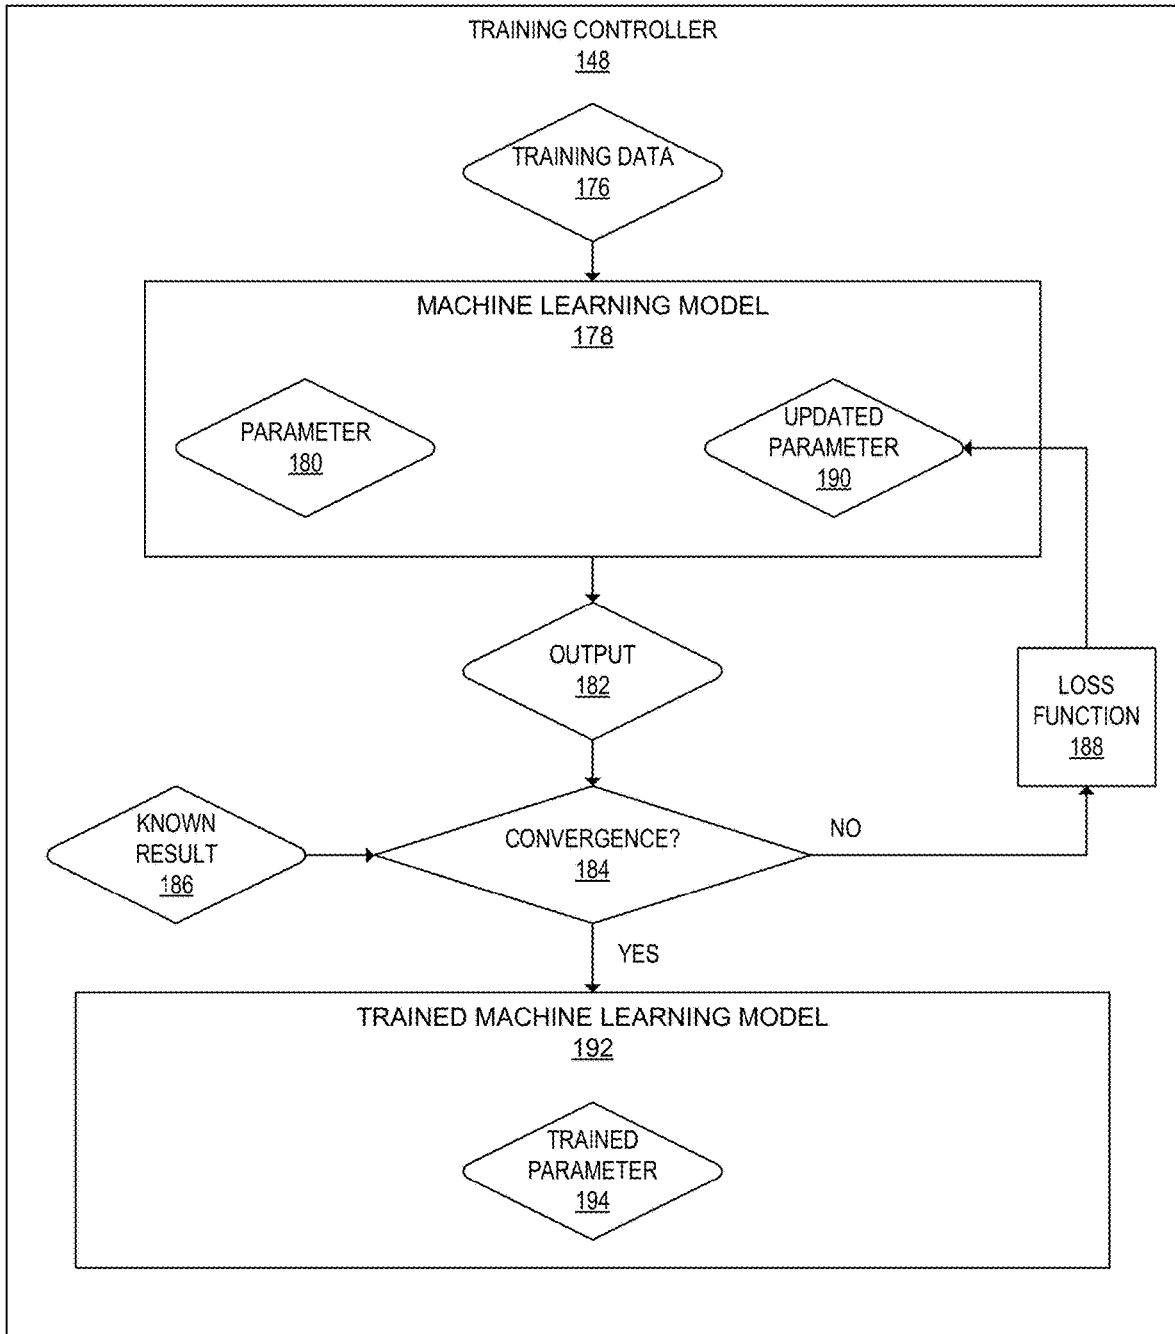 TRAINING CONTROLLER
148
TRAINING DATA
176
MACHINE LEARNING MODEL
178
PARAMETER
180
UPDATED
PARAMETER
190
OUTPUT
182
LOSS
FUNCTION
188
KNOWN
RESULT
186
CONVERGENCE?
184
NO
YES
TRAINED MACHINE LEARNING MODEL
192
TRAINED
PARAMETER
194